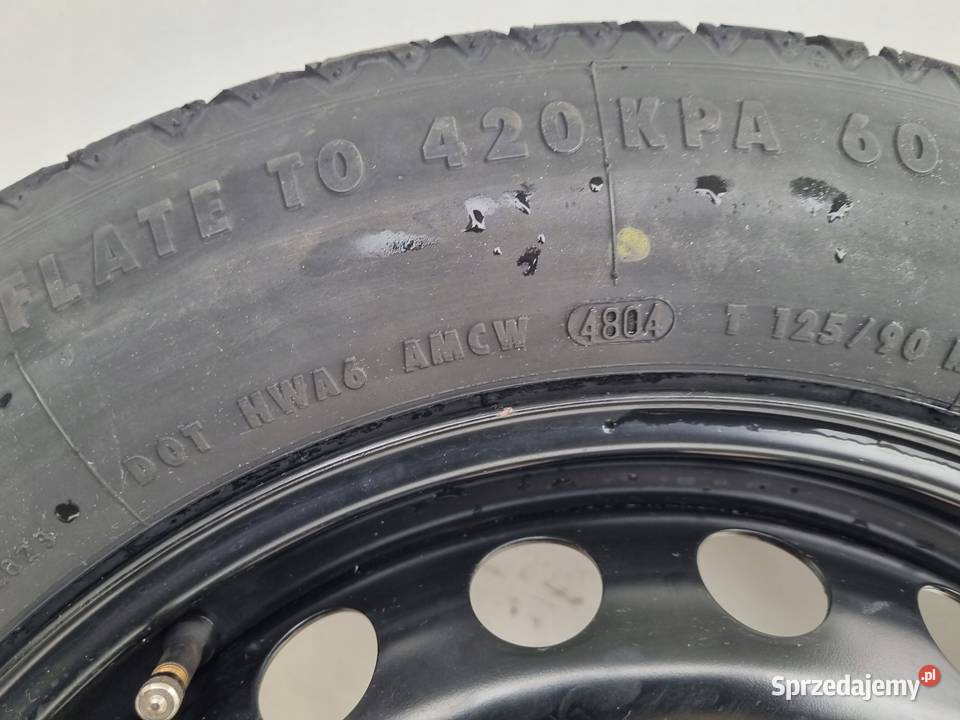 FLATE TO 420 KPA 60
DOT HWA6 AMCW 4804 T 125/90
Sprzedajemy.pl